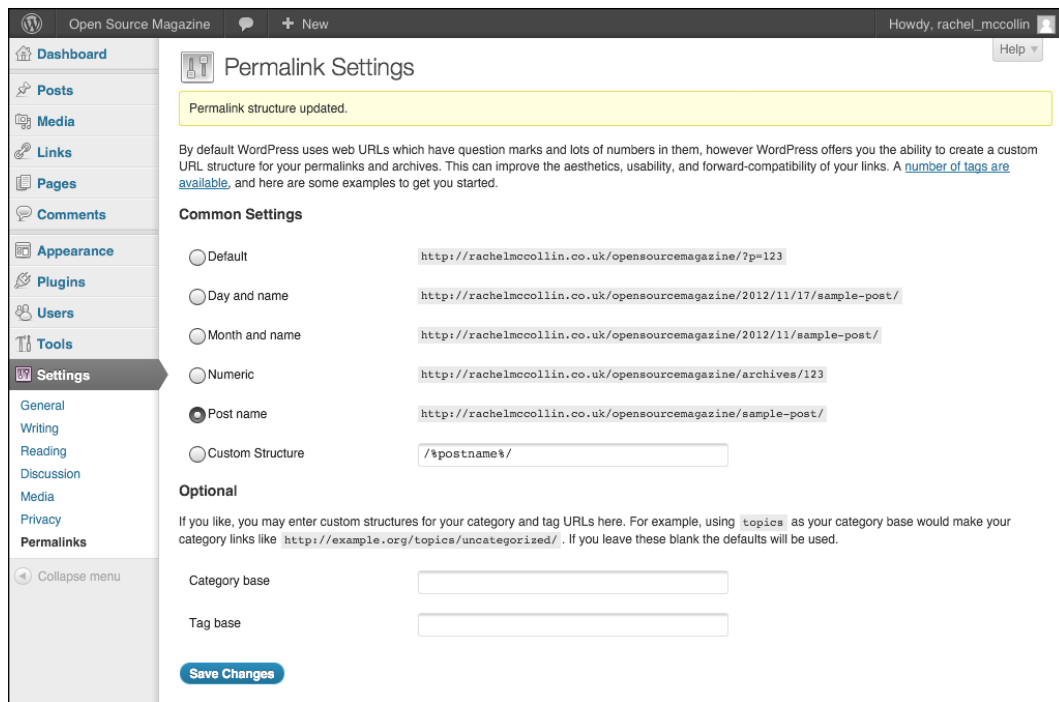 Open Source Magazine + New Howdy, rachel_mccollin
Help
Dashboard
Posts
Media
Links
Pages
Comments
Appearance
Plugins
Users
Tools
Settings
General
Writing
Reading
Discussion
Media
Privacy
Permalinks
Collapse menu
Permalink Settings
Permalink structure updated.
By default WordPress uses web URLs which have question marks and lots of numbers in them, however WordPress offers you the ability to create a custom
URL structure for your permalinks and archives. This can improve the aesthetics, usability, and forward-compatibility of your links. A number of tags are
available, and here are some examples to get you started.
Common Settings
Default http://rachelmccollin.co.uk/opensourcemagazine/?p=123
Day and name http://rachelmccollin.co.uk/opensourcemagazine/2012/11/17/sample-post/
Month and name http://rachelmccollin.co.uk/opensourcemagazine/2012/11/sample-post/
Numeric http://rachelmccollin.co.uk/opensourcemagazine/archives/123
Post name http://rachelmccollin.co.uk/opensourcemagazine/sample-post/
Custom Structure /%postname%/
Optional
If you like, you may enter custom structures for your category and tag URLs here. For example, using topics as your category base would make your
category links like http://example.org/topics/uncategorized/ . If you leave these blank the defaults will be used.
Category base
Tag base
Save Changes